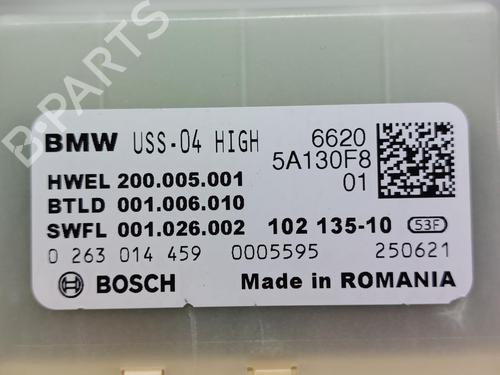 B-PARTS
BMW USS-04 HIGH 6620
5A130F8
HWEL 200.005.001 01
BTLD 001.006.010
SWFL 001.026.002 102 135-10 53F
0 263 014 459 0005595 250621
BOSCH Made in ROMANIA